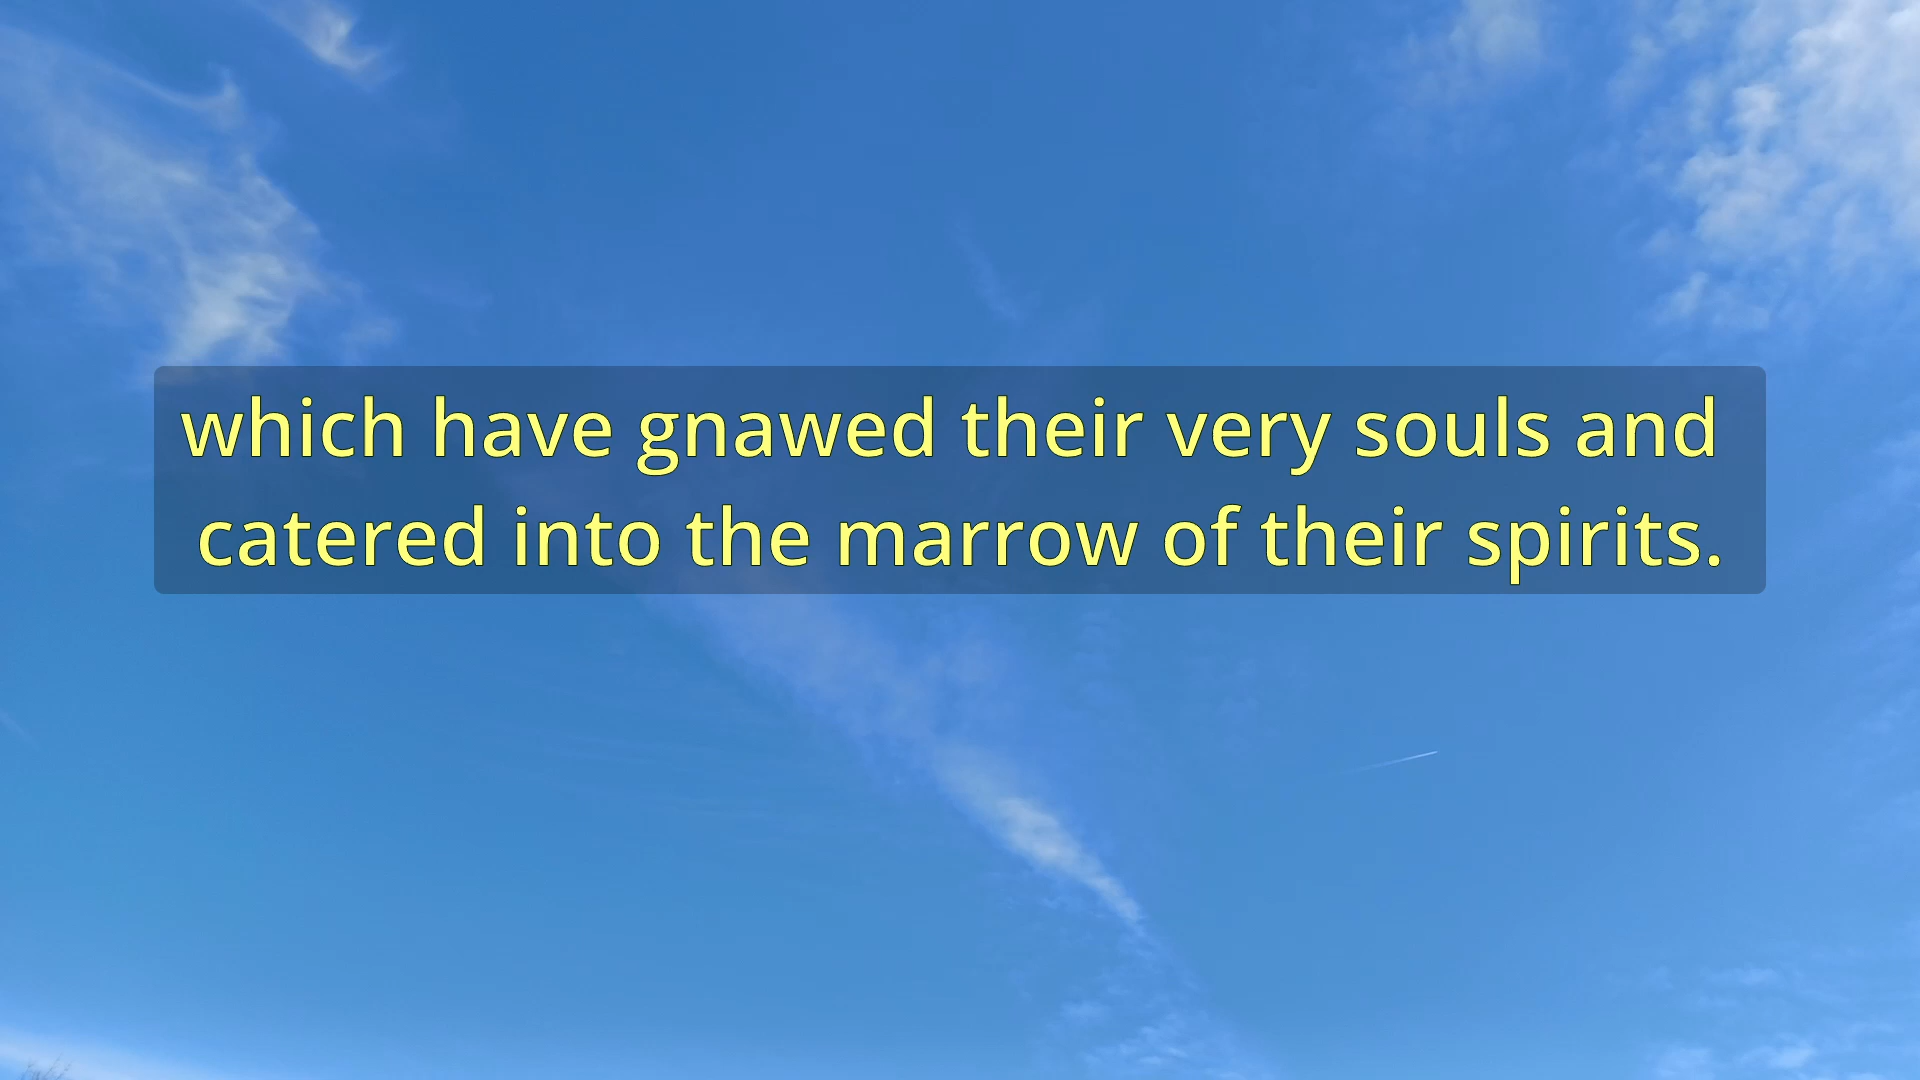 which have gnawed their very souls and
catered into the marrow of their spirits.